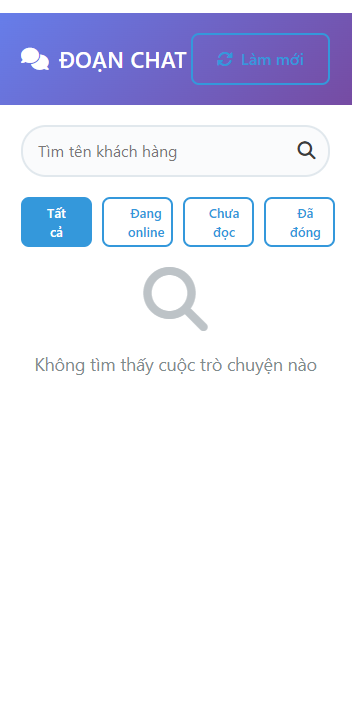 ĐOẠN CHAT
Làm mới
Tìm tên khách hàng
Tất
cả
Đang
online
Chưa
đọc
Đã
đóng
Không tìm thấy cuộc trò chuyện nào